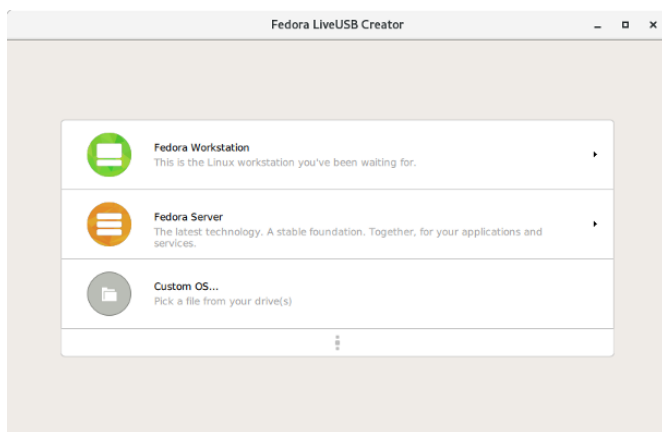 Fedora LiveUSB Creator
Fedora Workstation
This is the Linux workstation you've been waiting for.
Fedora Server
The latest technology. A stable foundation. Together, for your applications and
services.
Custom OS...
Pick a file from your drive(s)